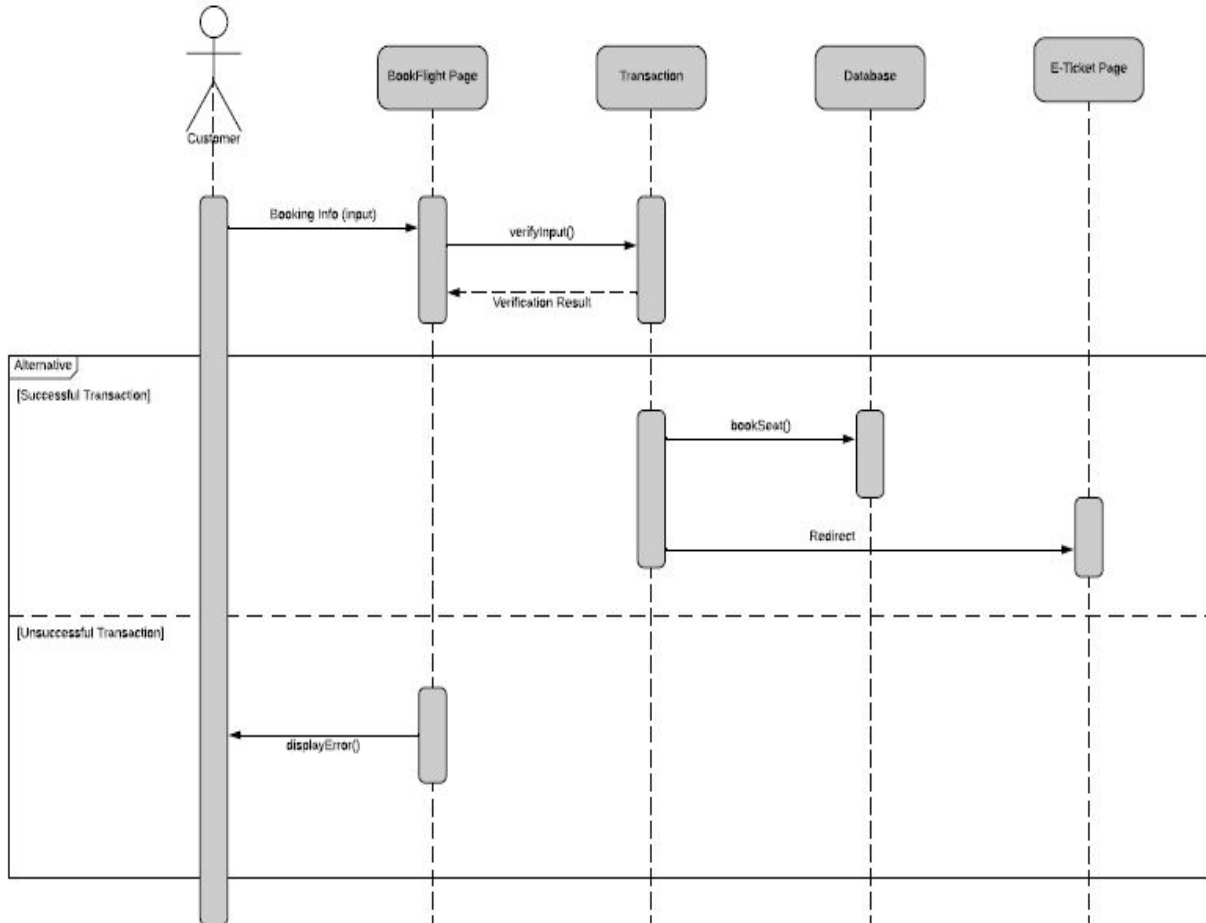 BookFlight Page
Transaction
Database
E-Ticket Page
Customer
Booking Info (input)
verifyInput()
Verification Result
Alternative
[Successful Transaction]
bookSeat()
Redirect
[Unsuccessful Transaction]
displayError()